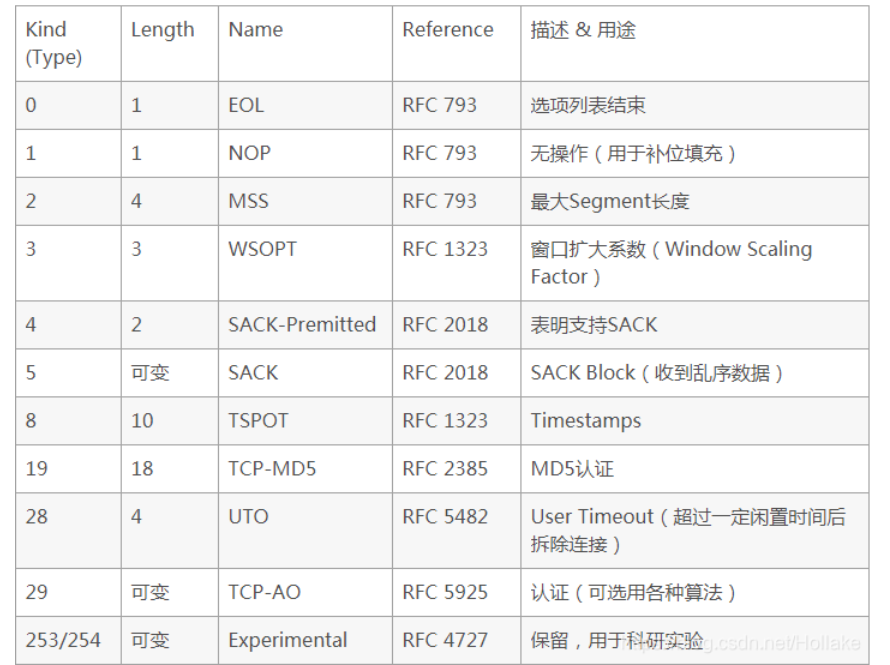 Kind Length Name Reference 描述 & 用途
(Type)
0 1 EOL RFC 793 选项列表结束
1 1 NOP RFC 793 无操作（用于补位填充）
2 4 MSS RFC 793 最大Segment长度
3 3 WSOPT RFC 1323 窗口扩大系数（Window Scaling
Factor）
4 2 SACK-Premitted RFC 2018 表明支持SACK
5 可变 SACK RFC 2018 SACK Block（收到乱序数据）
8 10 TSPOT RFC 1323 Timestamps
19 18 TCP-MD5 RFC 2385 MD5认证
28 4 UTO RFC 5482 User Timeout（超过一定闲置时间后
拆除连接）
29 可变 TCP-AO RFC 5925 认证（可选用各种算法）
253/254 可变 Experimental RFC 4727 保留，用于科研实验
csdn.net/Hollake